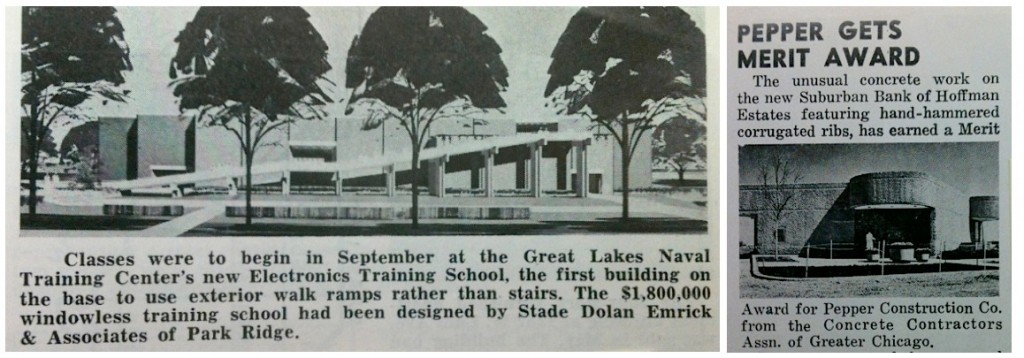 Classes were to begin in September at the Great Lakes Naval
Training Center's new Electronics Training School, the first building on
the base to use exterior walk ramps rather than stairs. The $1,800,000
windowless training school had been designed by Stade Dolan Emrick
& Associates of Park Ridge.
PEPPER GETS
MERIT AWARD
The unusual concrete work on
the new Suburban Bank of Hoffman
Estates featuring hand-hammered
corrugated ribs, has earned a Merit
Award for Pepper Construction Co.
from the Concrete Contractors
Assn. of Greater Chicago.